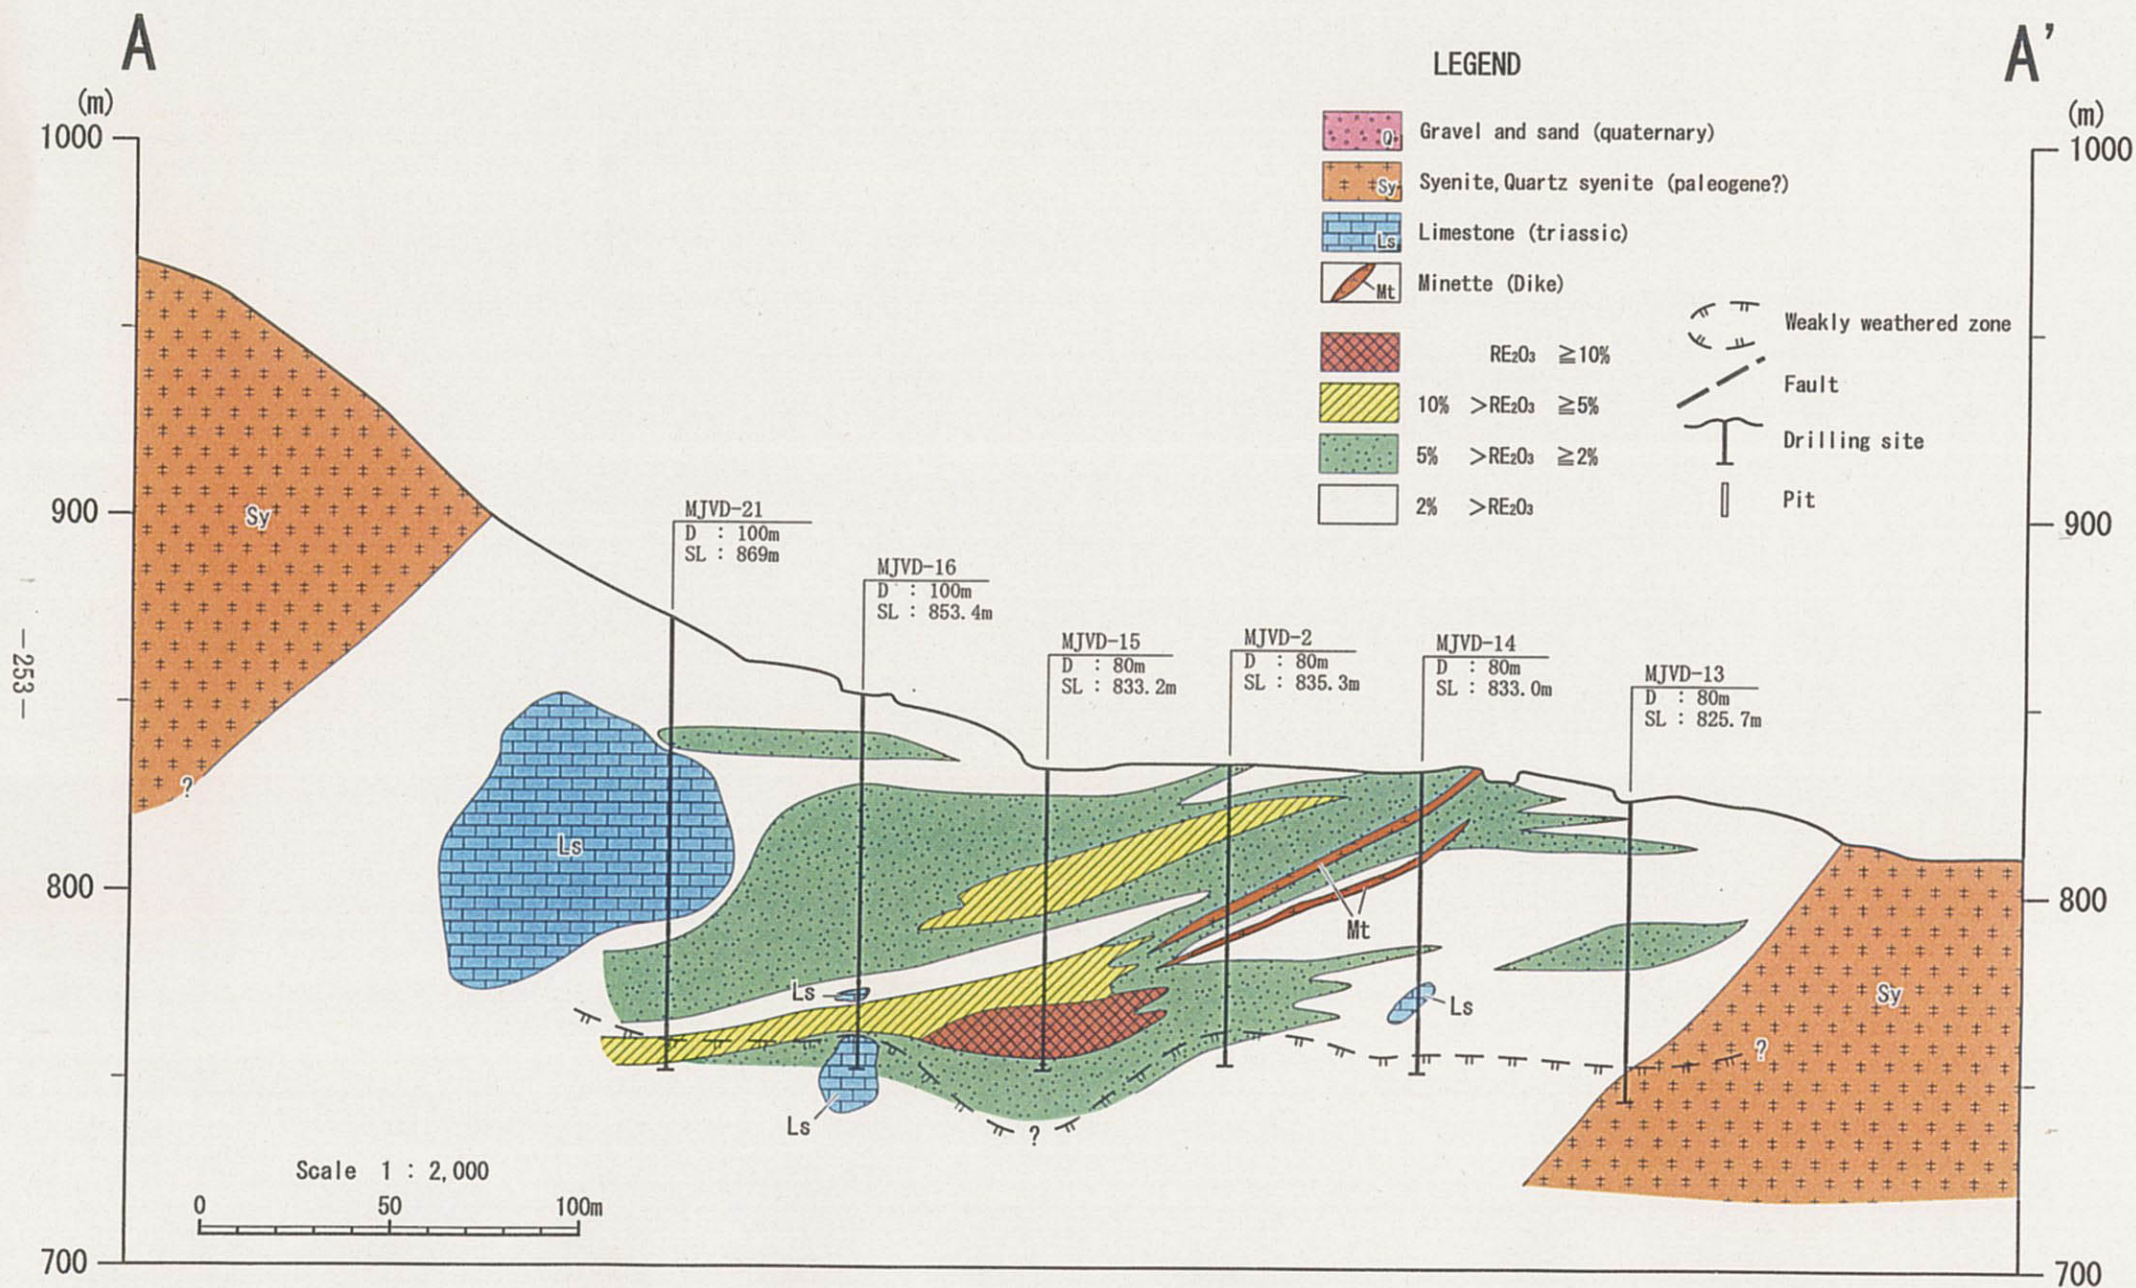 A
A'
(m)
(m)
1000
1000
900
900
800
800
700
700
LEGEND
Q
Gravel and sand (quaternary)
Sy
Syenite, Quartz syenite (paleogene?)
Ls
Limestone (triassic)
Mt
Minette (Dike)
RE₂O₃ ≧10%
10% >RE₂O₃ ≧5%
5% >RE₂O₃ ≧2%
2% >RE₂O₃
Weakly weathered zone
Fault
Drilling site
Pit
Sy
?
MJVD-21
D : 100m
SL : 869m
MJVD-16
D : 100m
SL : 853.4m
MJVD-15
D : 80m
SL : 833.2m
MJVD-2
D : 80m
SL : 835.3m
MJVD-14
D : 80m
SL : 833.0m
MJVD-13
D : 80m
SL : 825.7m
Ls
Mt
Ls
Ls
Sy
?
Ls
?
Scale 1 : 2,000
0 50 100m
—253—